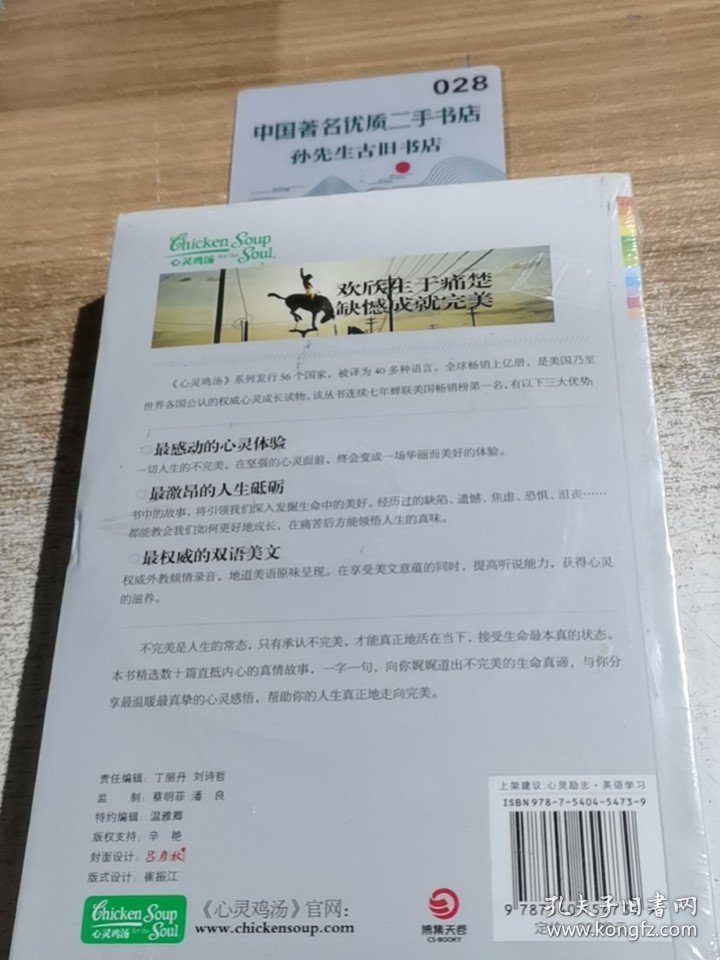 028
中国著名优质二手书店
孙先生古旧书店
Chicken Soup
for the
心灵鸡汤 Soul
欢欣生于痛楚
缺憾成就完美
《心灵鸡汤》系列发行56个国家，被译为40多种语言。全球畅销上亿册，是美国乃至
世界各国公认的权威心灵成长读物。该丛书连续七年蝉联美国畅销榜第一名，有以下三大优势:
最感动的心灵体验
一切人生的不完美，在坚强的心灵面前，终会变成一场华丽而美好的体验。
最激昂的人生砥砺
书中的故事，将引领我们深入发掘生命中的美好。经历过的缺陷、遗憾、焦虑、恐惧、沮丧……
都能教会我们如何更好地成长，在痛苦后方能领悟人生的真味。
最权威的双语美文
权威外教倾情录音，地道美语原味呈现。在享受美文意蕴的同时，提高听说能力，获得心灵
的滋养。
不完美是人生的常态，只有承认不完美，才能真正地活在当下，接受生命最本真的状态。
本书精选数十篇直抵内心的真情故事，一字一句，向你娓娓道出不完美的生命真谛，与你分
享最温暖最真挚的心灵感悟，帮助你的人生真正地走向完美。
责任编辑：丁丽丹 刘诗哲
监 制：蔡明菲 潘 良
特约编辑：温雅卿
版权支持：辛 艳
封面设计：吕彦秋
版式设计：崔振江
上架建议:心灵励志·英语学习
ISBN 978-7-5404-5473-9
Chicken Soup
for the
心灵鸡汤 Soul
《心灵鸡汤》官网：
www.chickensoup.com
博集天卷
CS-BOOKY
9 787
定
孔夫子旧书网
www.kongfz.com